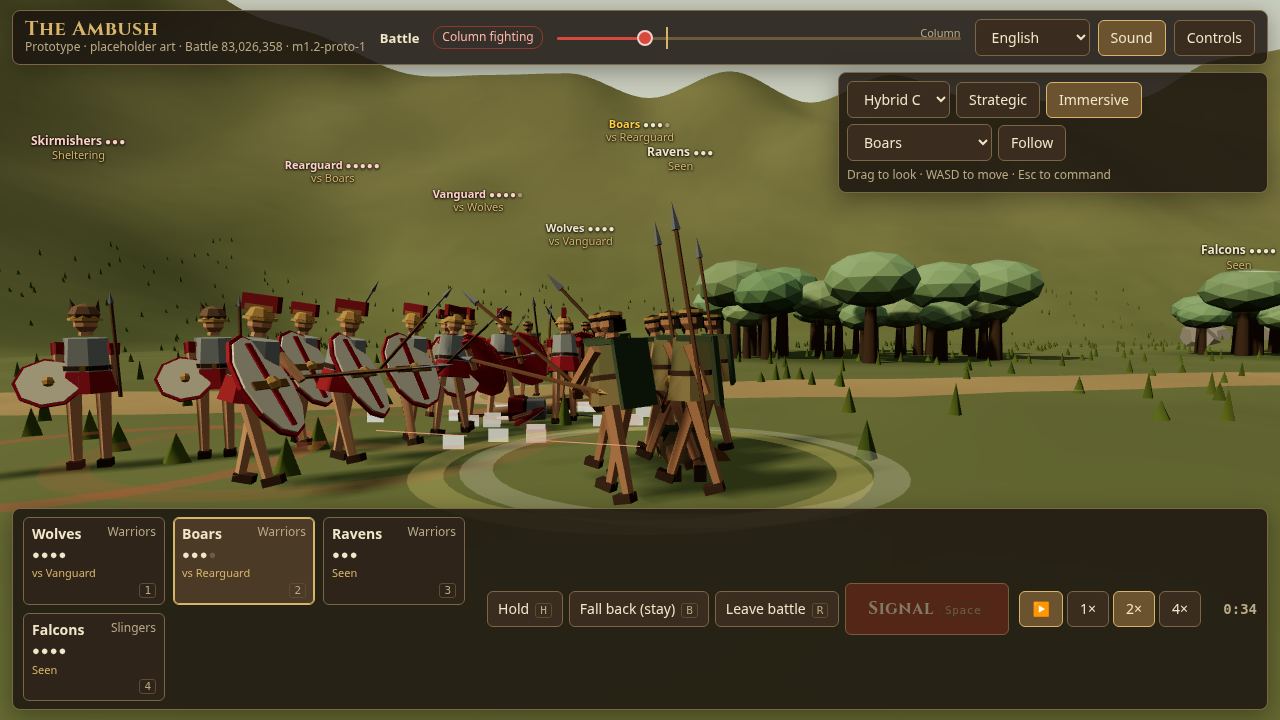 The Ambush
Prototype · placeholder art · Battle 83,026,358 · m1.2-proto-1
Battle
Column fighting
Column
English
Sound
Controls
Hybrid C
Strategic
Immersive
Boars
Follow
Drag to look · WASD to move · Esc to command
Skirmishers
Sheltering
Rearguard
vs Boars
Vanguard
vs Wolves
Wolves
vs Vanguard
Boars
vs Rearguard
Ravens
Seen
Falcons
Seen
Wolves Warriors
vs Vanguard
1
Boars Warriors
vs Rearguard
2
Ravens Warriors
Seen
3
Falcons Slingers
Seen
4
Hold H
Fall back (stay) B
Leave battle R
Signal Space
1×
2×
4×
0:34